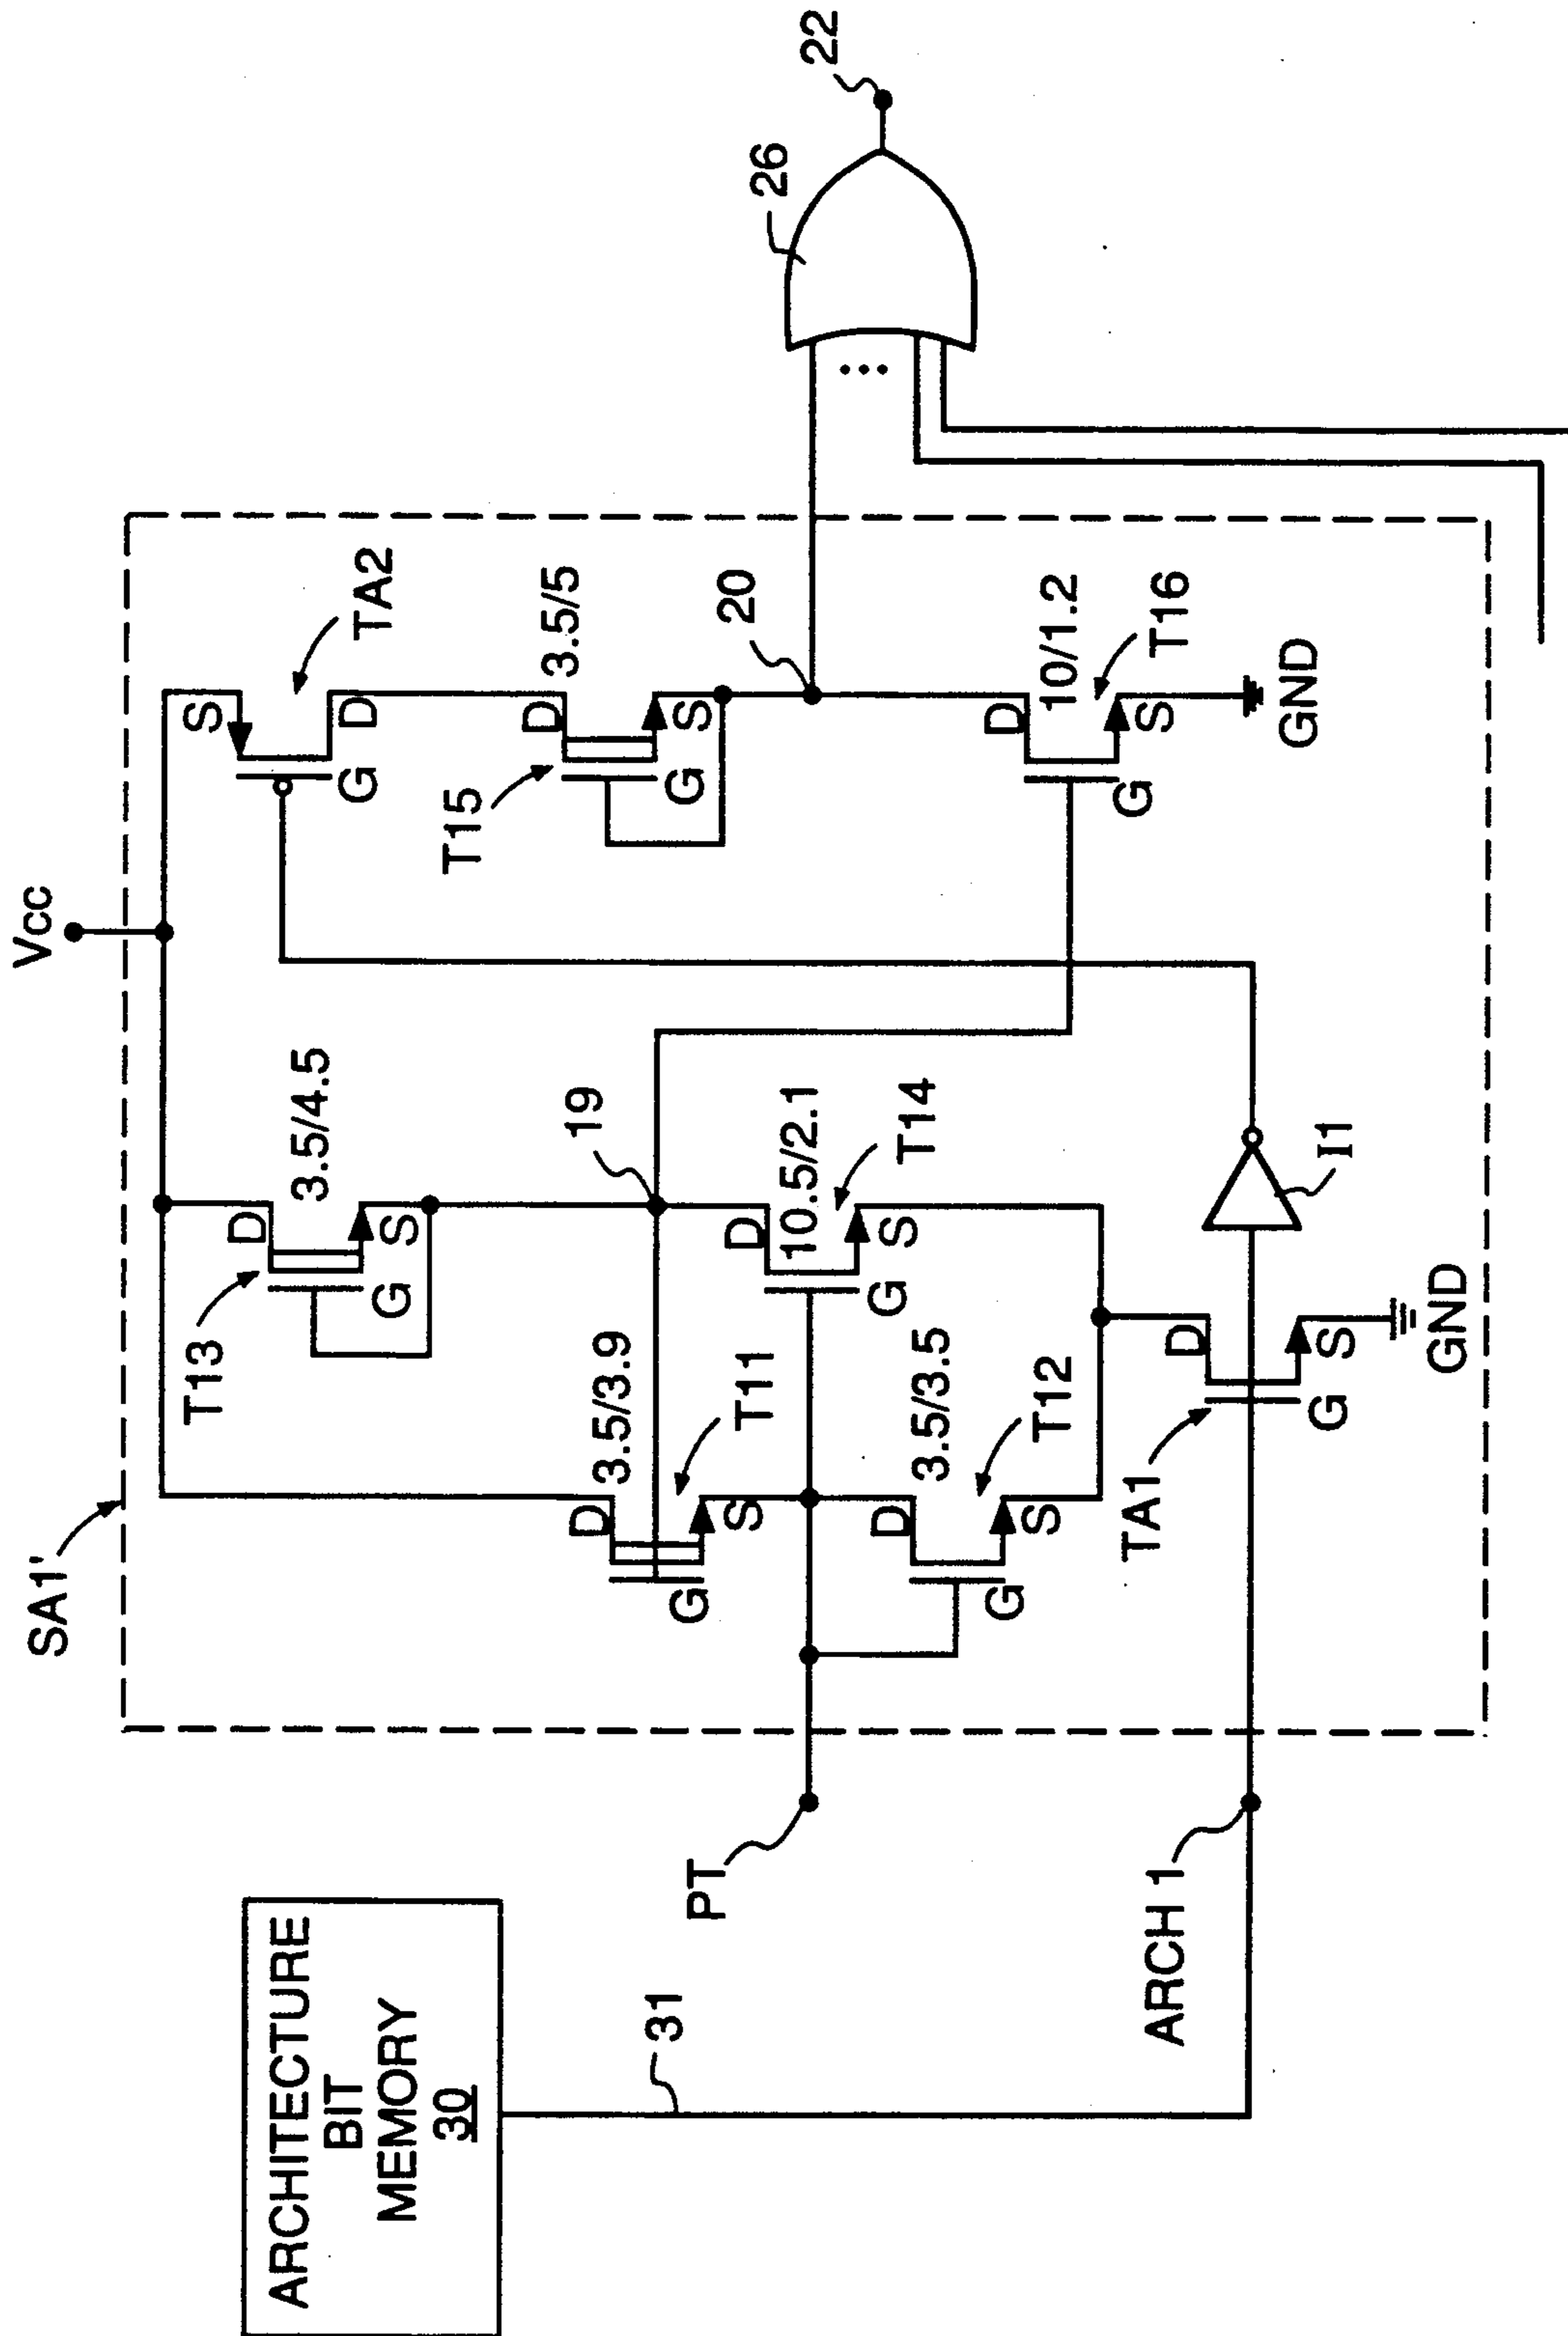 ARCHITECTURE
BIT
MEMORY
30
31
ARCH 1
PT
SA1'
Vcc
T13
D
3.5/4.5
S
G
3.5/3.9
D
T11
S
G
19
D
10.5/2.1
T14
S
G
3.5/3.5
D
T12
S
G
TA1
D
S
G
GND
I1
S
TA2
D
G
3.5/5
D
T15
S
G
20
10/1.2
D
T16
S
G
GND
26
22